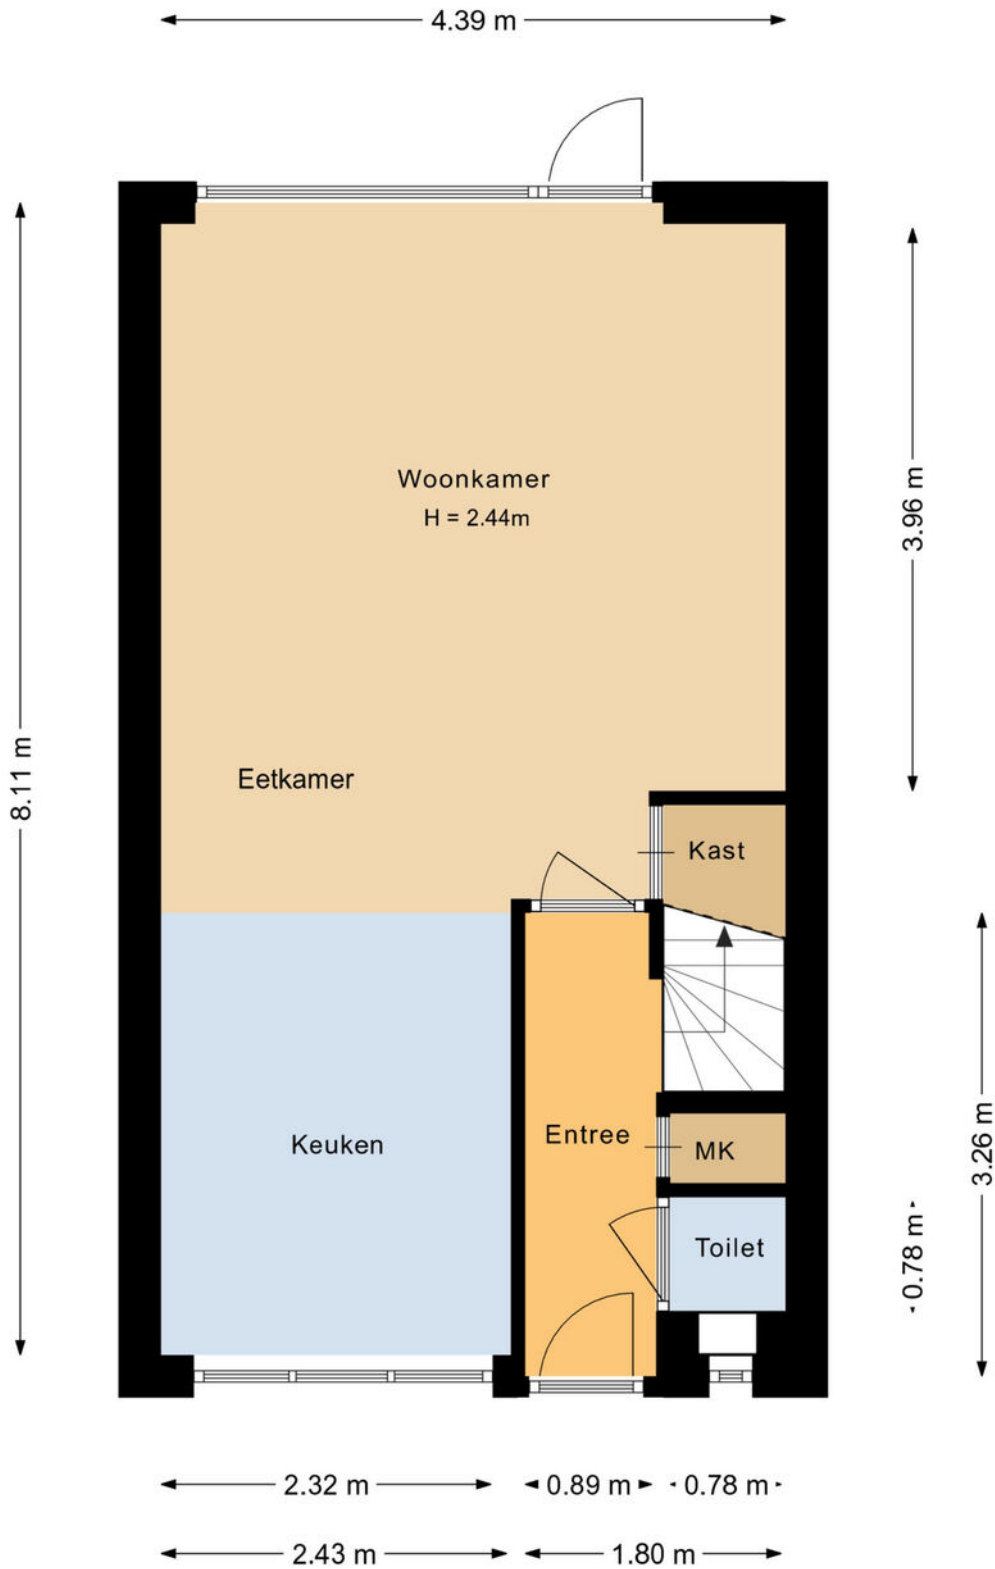 4.39 m
Woonkamer
H = 2.44m
3.96 m
8.11 m
Eetkamer
Kast
Keuken
Entree
MK
3.26 m
Toilet
0.78 m
2.32 m
0.89 m
0.78 m
2.43 m
1.80 m